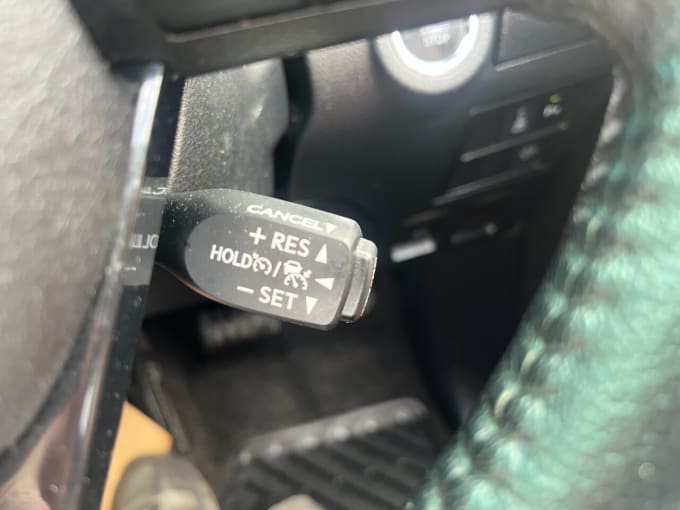 CANCEL▼
+ RES ▲
HOLD / ◀
− SET ▼